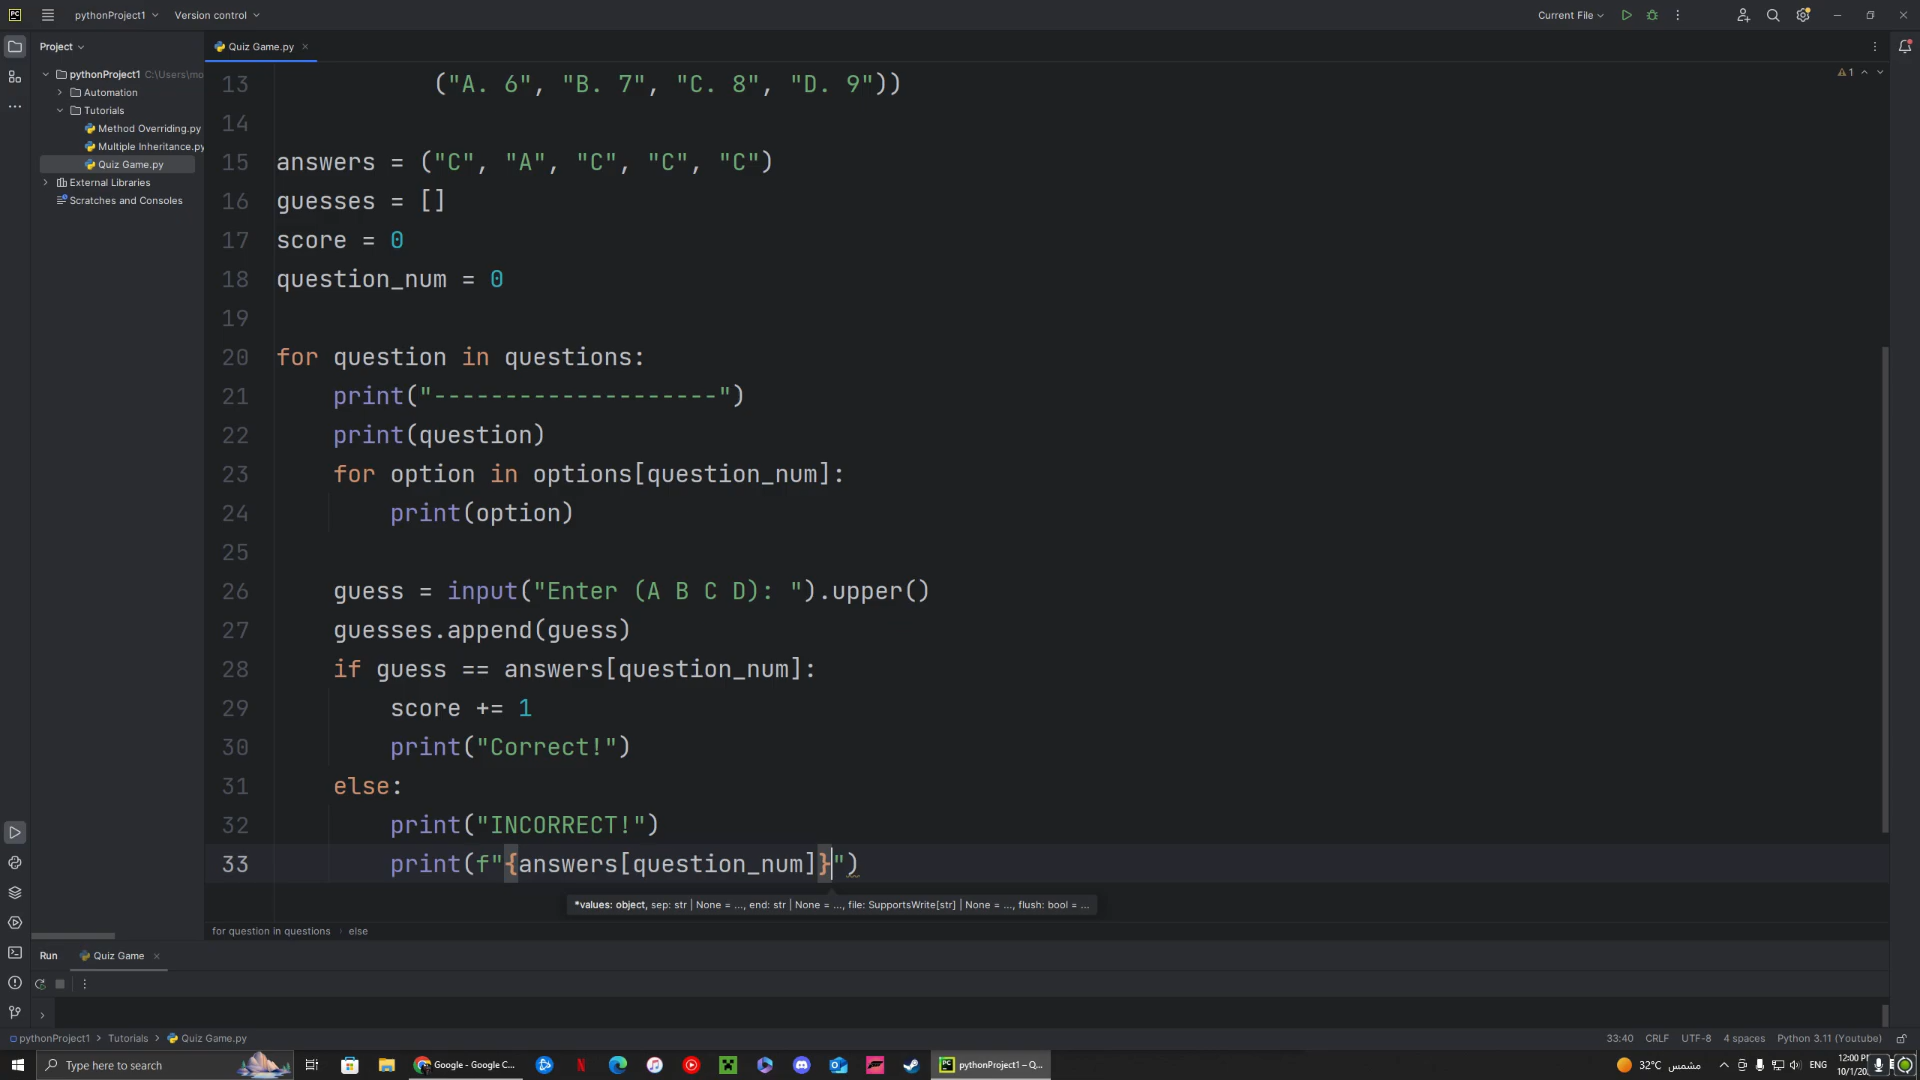 pythonProject1
Version control
Current File
Project
Quiz Game.py
pythonProject1 C:\Users\mo
Automation
Tutorials
Method Overriding.py
Multiple Inheritance.py
Quiz Game.py
External Libraries
Scratches and Consoles
1
13 ("A. 6", "B. 7", "C. 8", "D. 9"))
14
15 answers = ("C", "A", "C", "C", "C")
16 guesses = []
17 score = 0
18 question_num = 0
19
20 for question in questions:
21 print("--------------------")
22 print(question)
23 for option in options[question_num]:
24 print(option)
25
26 guess = input("Enter (A B C D): ").upper()
27 guesses.append(guess)
28 if guess == answers[question_num]:
29 score += 1
30 print("Correct!")
31 else:
32 print("INCORRECT!")
33 print(f"{answers[question_num]}")
*values: object, sep: str | None = ..., end: str | None = ..., file: SupportsWrite[str] | None = ..., flush: bool = ...
for question in questions › else
Run Quiz Game
pythonProject1 > Tutorials > Quiz Game.py
33:40 CRLF UTF-8 4 spaces Python 3.11 (Youtube)
Type here to search
Google - Google C...
pythonProject1 – Q...
32°C مشمس
ENG
12:00